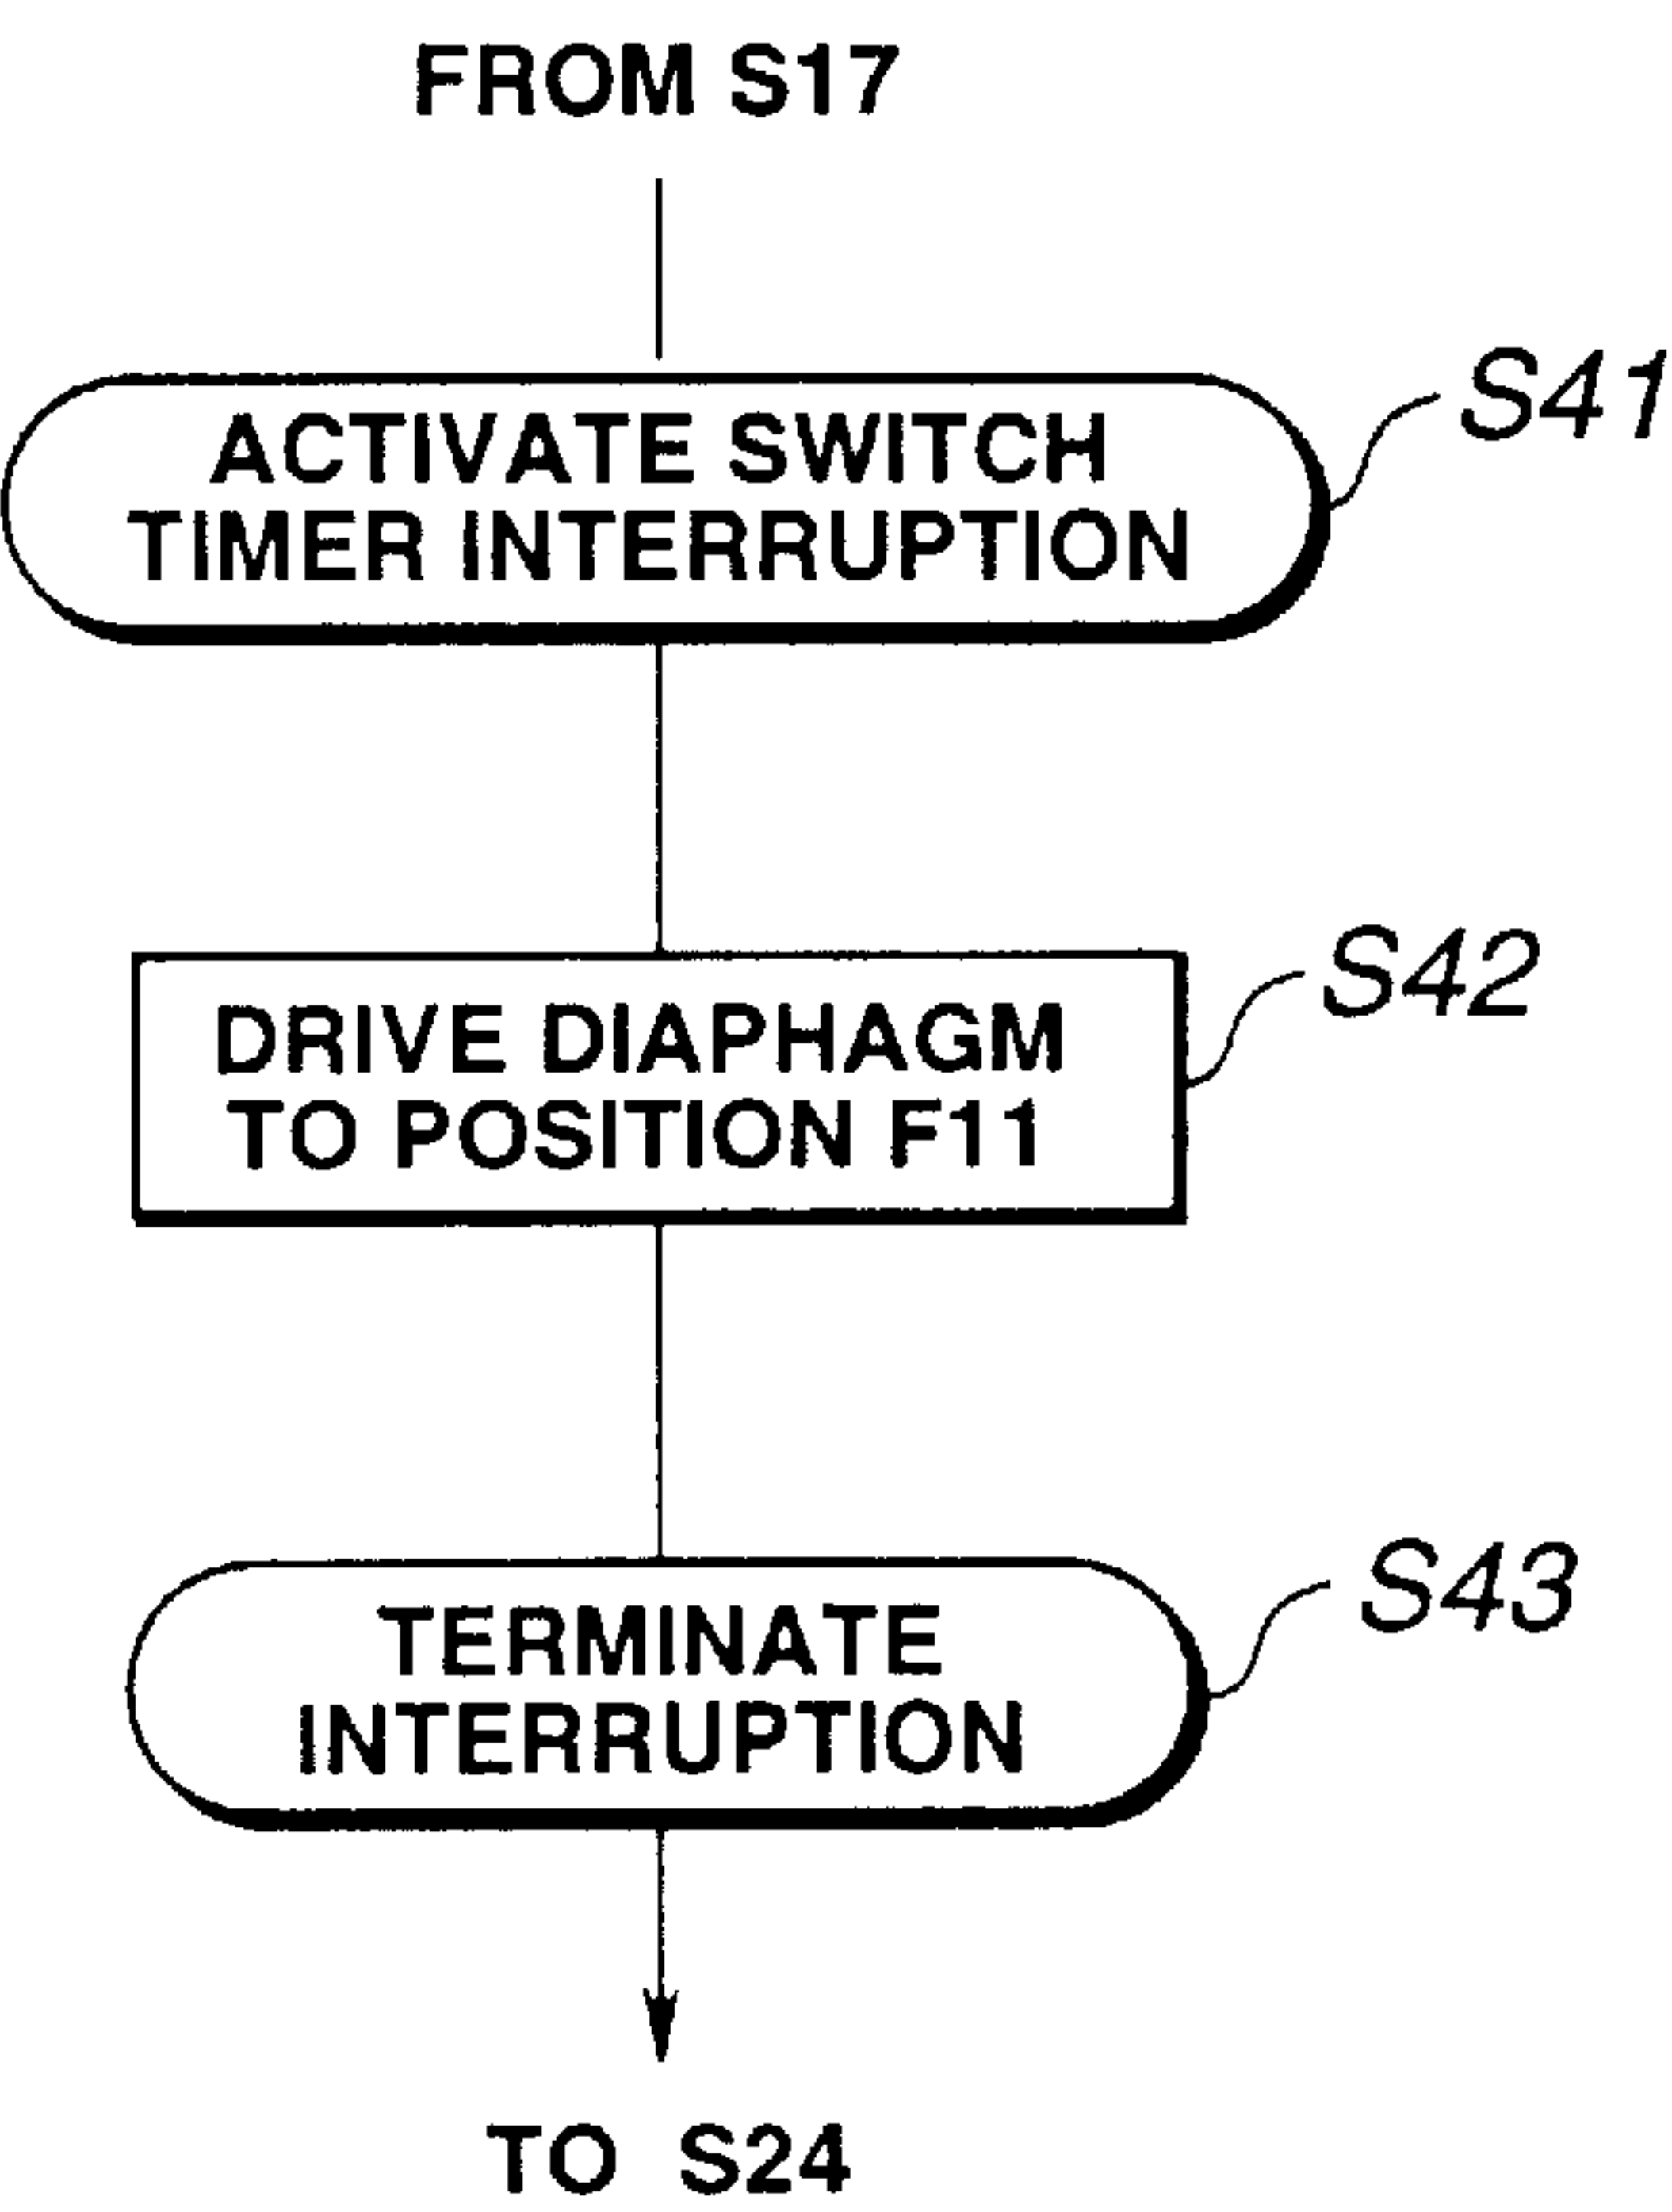 FROM S17
ACTIVATE SWITCH
TIMER INTERRUPTION
S41
DRIVE DIAPHAGM
TO POSITION F11
S42
TERMINATE
INTERRUPTION
S43
TO S24